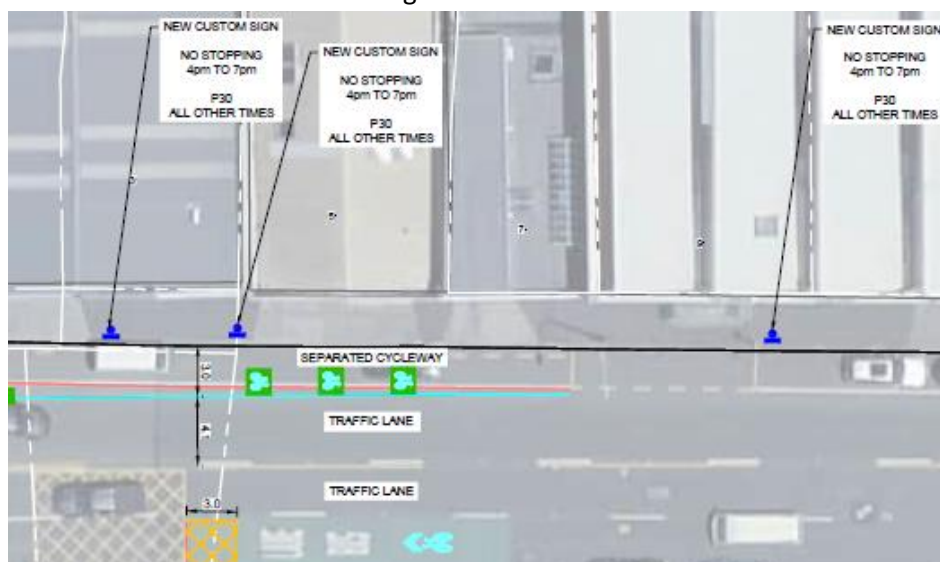 NEW CUSTOM SIGN
NO STOPPING
4pm TO 7pm
P30
ALL OTHER TIMES
NEW CUSTOM SIGN
NO STOPPING
4pm TO 7pm
P30
ALL OTHER TIMES
NEW CUSTOM SIGN
NO STOPPING
4pm TO 7pm
P30
ALL OTHER TIMES
SEPARATED CYCLEWAY
3.0
TRAFFIC LANE
TRAFFIC LANE
3.0